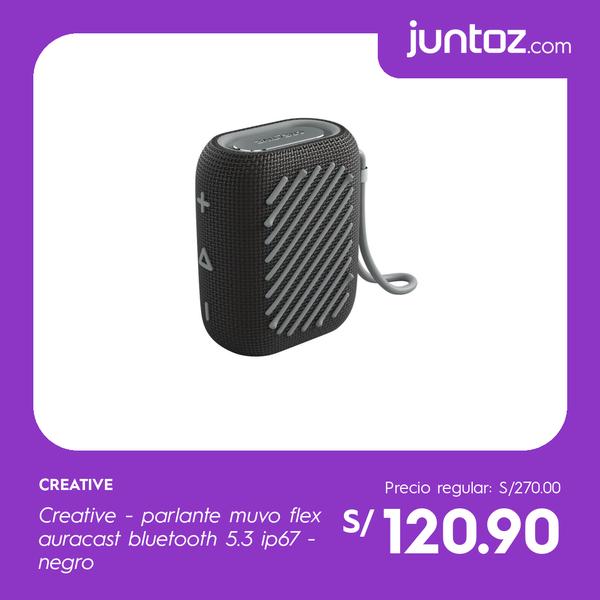 juntoz.com
CREATIVE
Creative - parlante muvo flex
auracast bluetooth 5.3 ip67 -
negro
Precio regular: S/270.00
S/120.90